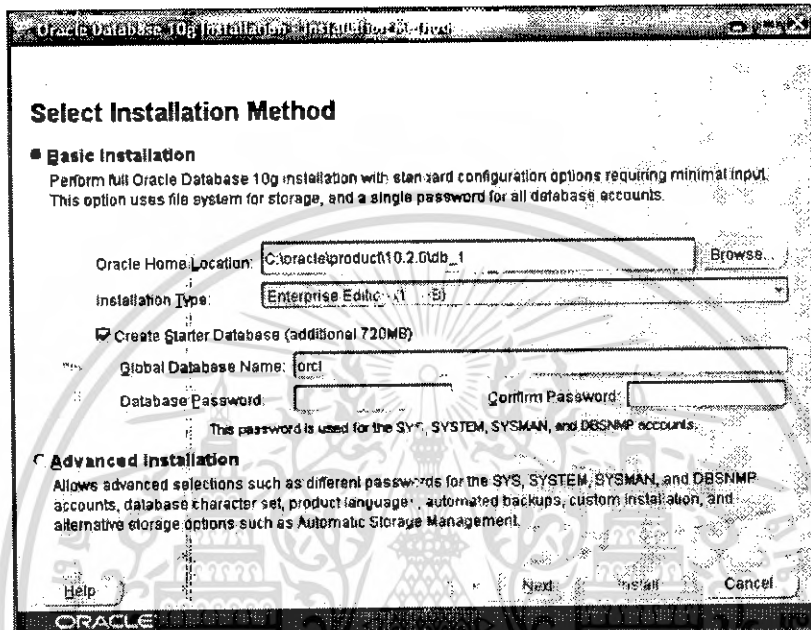 Oracle Database 10g Installation - Installation Method
Select Installation Method
Basic Installation
Perform full Oracle Database 10g installation with standard configuration options requiring minimal input.
This option uses file system for storage, and a single password for all database accounts.
Oracle Home Location: C:\oracle\product\10.2.0\db_1 Browse...
Installation Type: Enterprise Edition
Create Starter Database (additional 720MB)
Global Database Name: orcl
Database Password: Confirm Password:
This password is used for the SYS, SYSTEM, SYSMAN, and DBSNMP accounts.
Advanced Installation
Allows advanced selections such as different passwords for the SYS, SYSTEM, SYSMAN, and DBSNMP
accounts, database character set, product languages, automated backups, custom installation, and
alternative storage options such as Automatic Storage Management.
Help Next Install Cancel
ORACLE